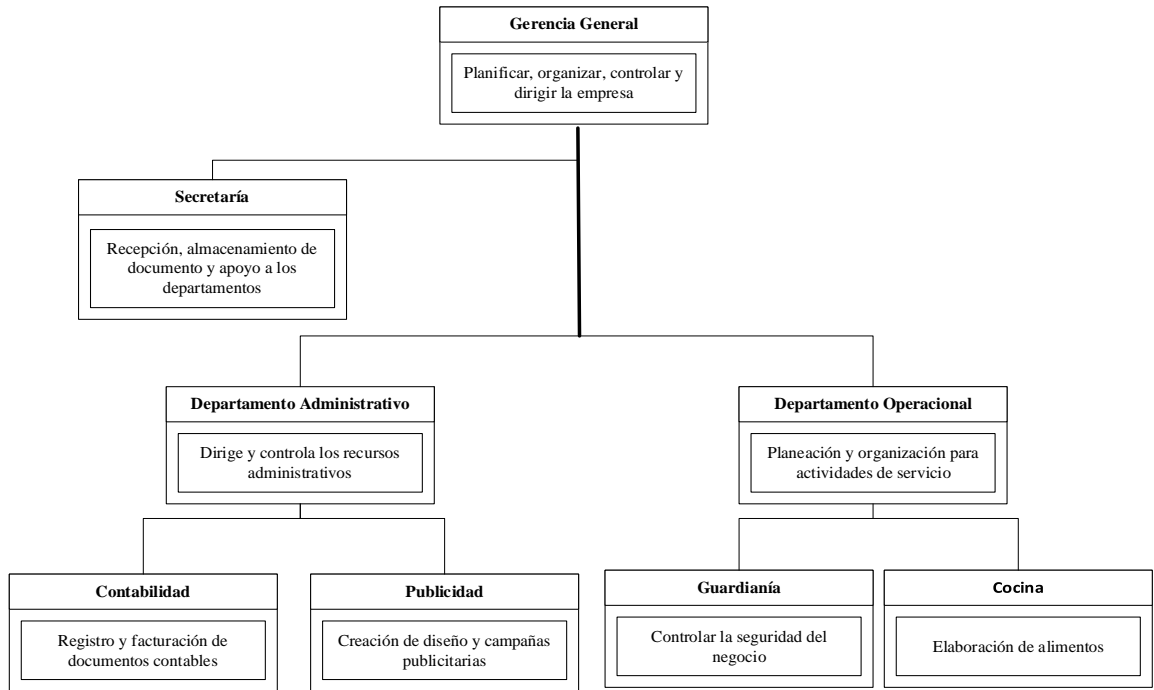 Gerencia General
Planificar, organizar, controlar y
dirigir la empresa
Secretaría
Recepción, almacenamiento de
documento y apoyo a los
departamentos
Departamento Administrativo
Dirige y controla los recursos
administrativos
Departamento Operacional
Planeación y organización para
actividades de servicio
Contabilidad
Registro y facturación de
documentos contables
Publicidad
Creación de diseño y campañas
publicitarias
Guardianía
Controlar la seguridad del
negocio
Cocina
Elaboración de alimentos